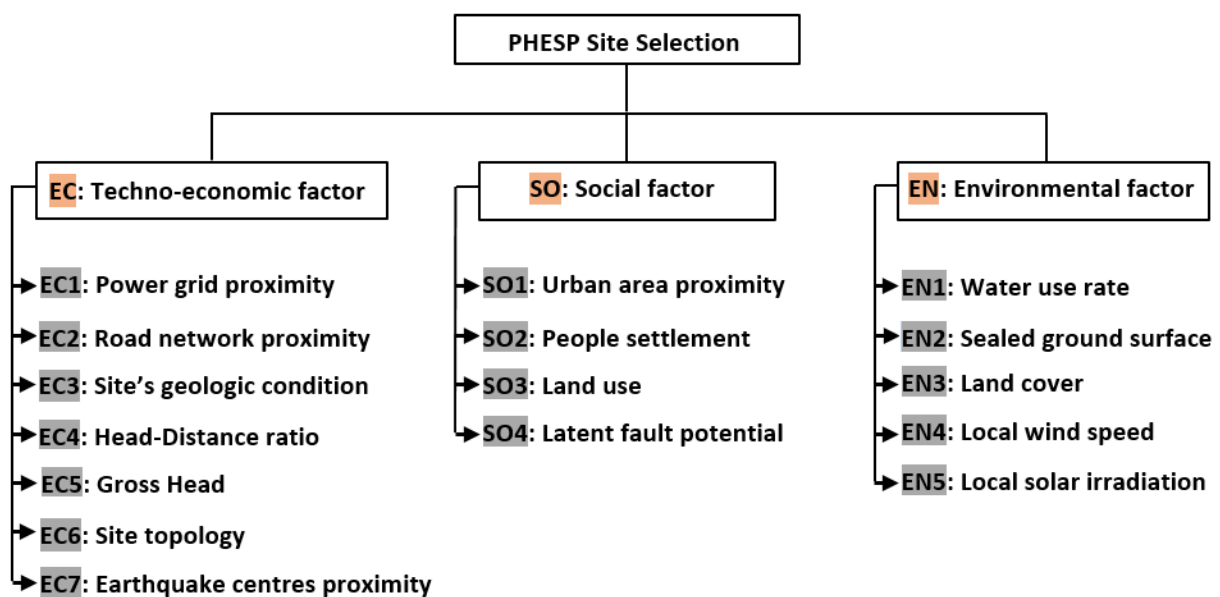 PHESP Site Selection
EC: Techno-economic factor
EC1: Power grid proximity
EC2: Road network proximity
EC3: Site's geologic condition
EC4: Head-Distance ratio
EC5: Gross Head
EC6: Site topology
EC7: Earthquake centres proximity
SO: Social factor
SO1: Urban area proximity
SO2: People settlement
SO3: Land use
SO4: Latent fault potential
EN: Environmental factor
EN1: Water use rate
EN2: Sealed ground surface
EN3: Land cover
EN4: Local wind speed
EN5: Local solar irradiation